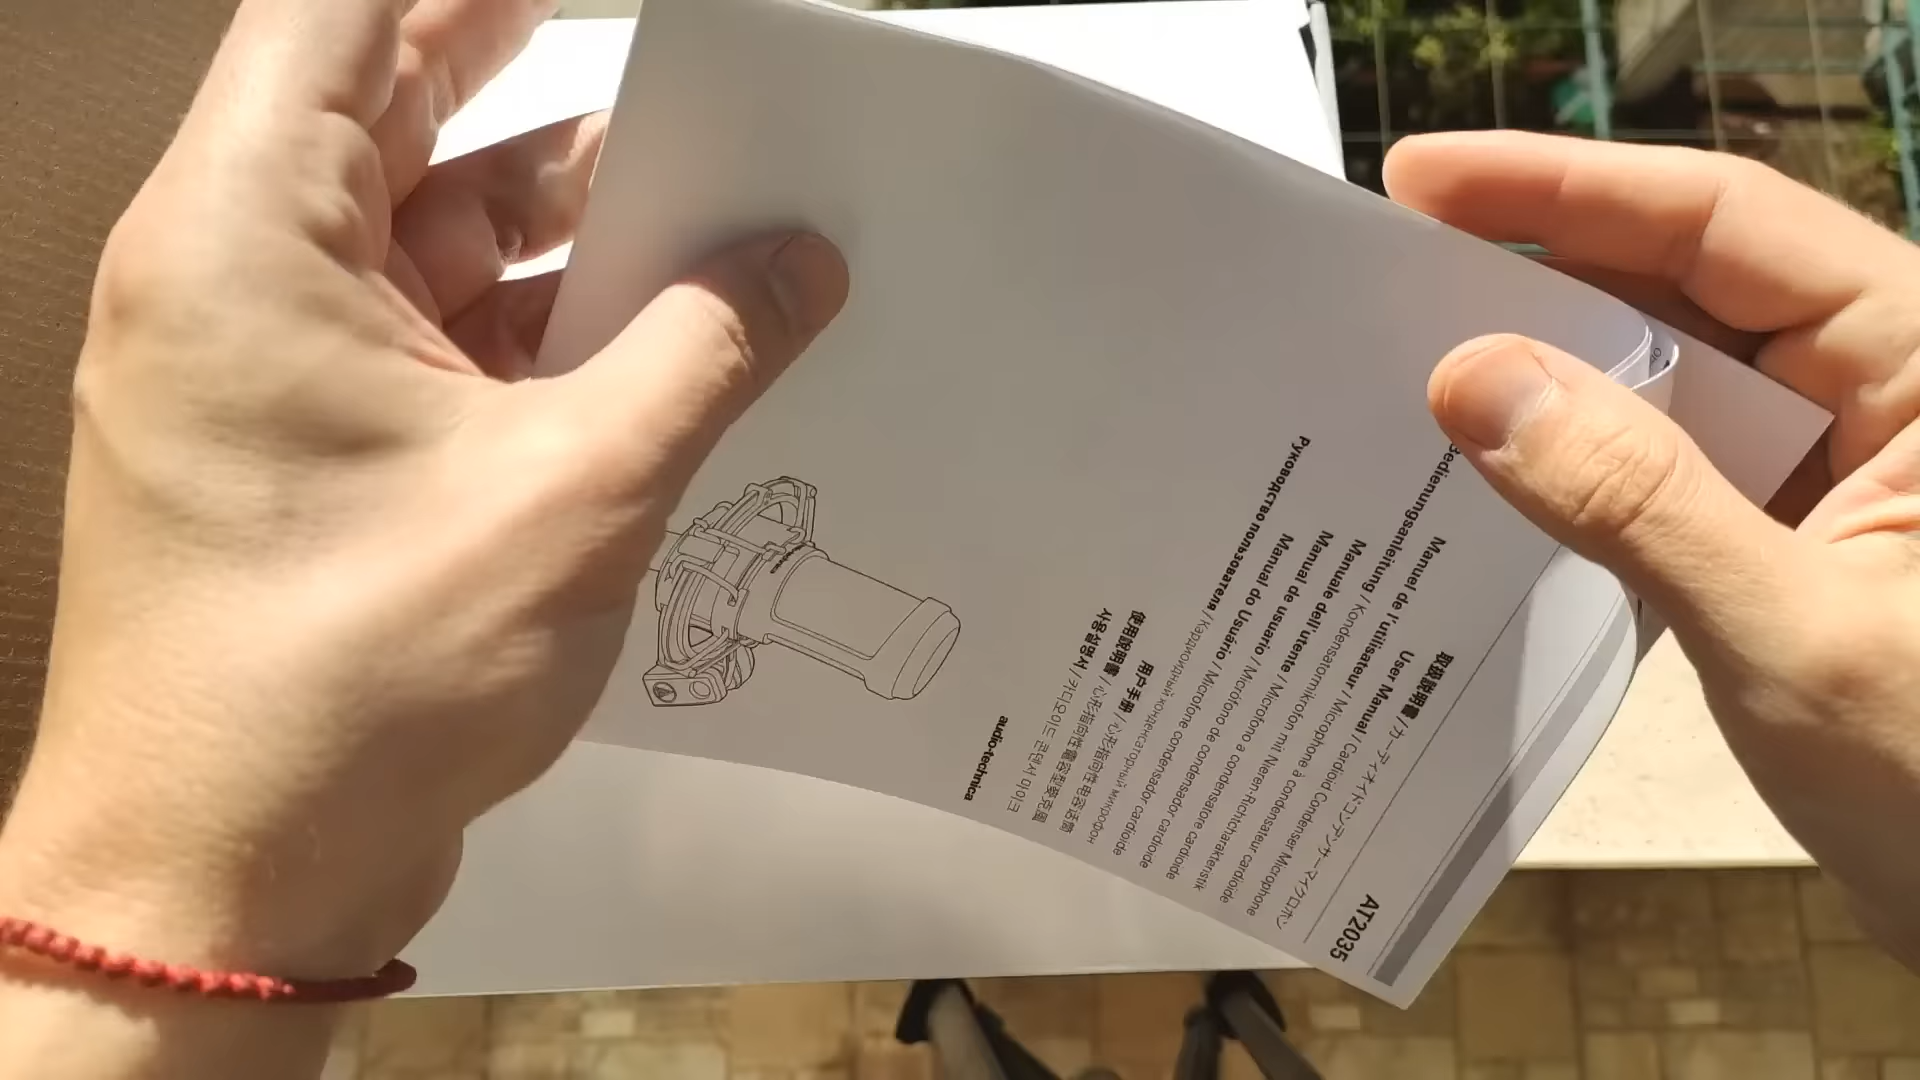 AT2035
取扱説明書 / カーディオイドコンデンサーマイクロホン
User Manual / Cardioid Condenser Microphone
Manuel de l'utilisateur / Microphone à condensateur cardioïde
Bedienungsanleitung / Kondensatormikrofon mit Nieren-Richtcharakteristik
Manuale dell'utente / Microfono a condensatore cardioide
Manual de usuario / Micrófono de condensador cardioide
Manual do Usuário / Microfone condensador cardioide
Руководство пользователя / Кардиоидный конденсаторный микрофон
用户手册 / 心形指向性电容话筒
使用說明書 / 心形指向性電容型麥克風
사용설명서 / 카디오이드 콘덴서 마이크
audio-technica